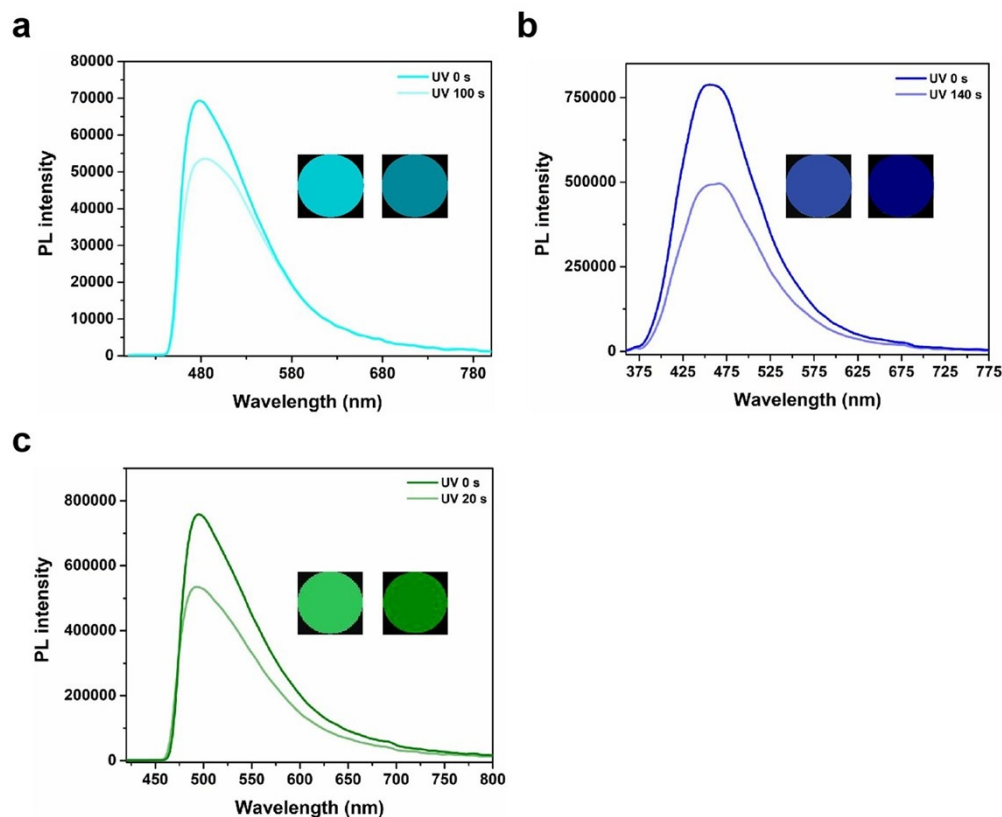 a
80000
70000
60000
50000
40000
30000
20000
10000
0
PL intensity
UV 0 s
UV 100 s
480 580 680 780
Wavelength (nm)
b
750000
500000
250000
0
PL intensity
UV 0 s
UV 140 s
375 425 475 525 575 625 675 725 775
Wavelength (nm)
c
800000
600000
400000
200000
0
PL intensity
UV 0 s
UV 20 s
450 500 550 600 650 700 750 800
Wavelength (nm)